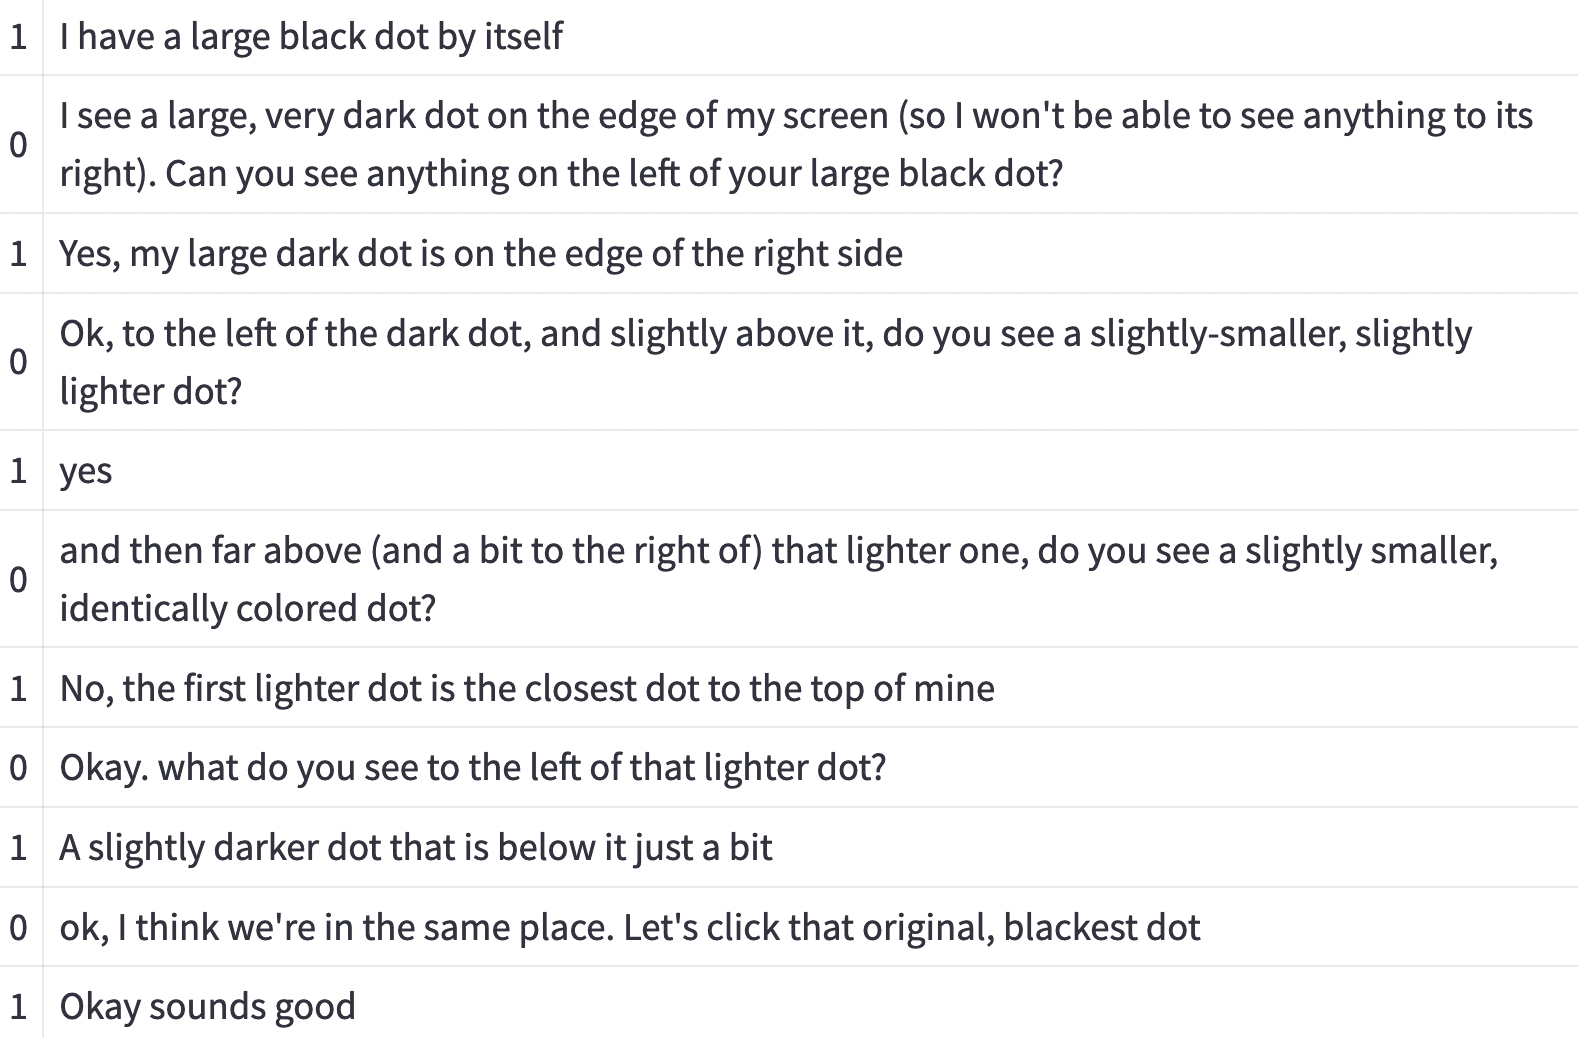 1 I have a large black dot by itself
0 I see a large, very dark dot on the edge of my screen (so I won't be able to see anything to its
right). Can you see anything on the left of your large black dot?
1 Yes, my large dark dot is on the edge of the right side
0 Ok, to the left of the dark dot, and slightly above it, do you see a slightly-smaller, slightly
lighter dot?
1 yes
0 and then far above (and a bit to the right of) that lighter one, do you see a slightly smaller,
identically colored dot?
1 No, the first lighter dot is the closest dot to the top of mine
0 Okay. what do you see to the left of that lighter dot?
1 A slightly darker dot that is below it just a bit
0 ok, I think we're in the same place. Let's click that original, blackest dot
1 Okay sounds good